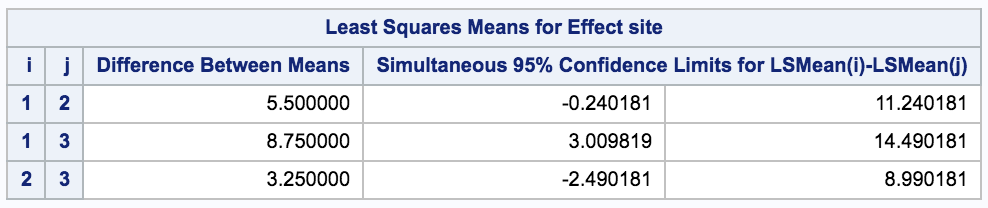 Least Squares Means for Effect site
i j Difference Between Means Simultaneous 95% Confidence Limits for LSMean(i)-LSMean(j)
1 2 5.500000 -0.240181 11.240181
1 3 8.750000 3.009819 14.490181
2 3 3.250000 -2.490181 8.990181